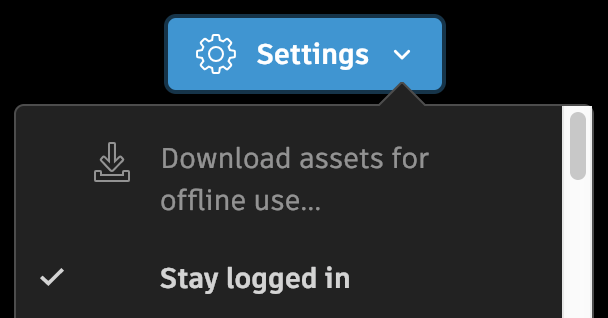 Settings
Download assets for
offline use...
Stay logged in